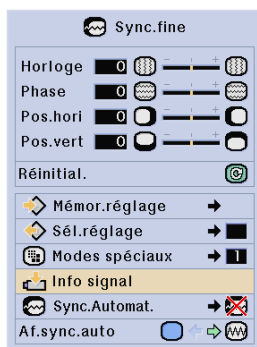 Sync.fine
Horloge 0
Phase 0
Pos.hori 0
Pos.vert 0
Réinitial.
Mémor.réglage
Sél.réglage
Modes spéciaux 1
Info signal
Sync.Automat.
Af.sync.auto